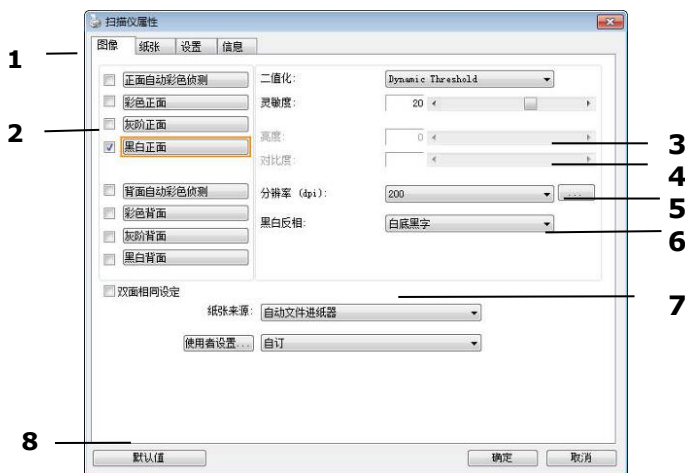 扫描仪属性
图像 纸张 设置 信息
1
正面自动彩色侦测
彩色正面
灰阶正面
黑白正面
2
背面自动彩色侦测
彩色背面
灰阶背面
黑白背面
二值化: Dynamic Threshold
灵敏度: 20
亮度: 0
3
对比度:
4
分辨率 (dpi): 200 ...
5
黑白反相: 白底黑字
6
双面相同设定
7
纸张来源: 自动文件进纸器
使用者设置... 自订
8
默认值 确定 取消